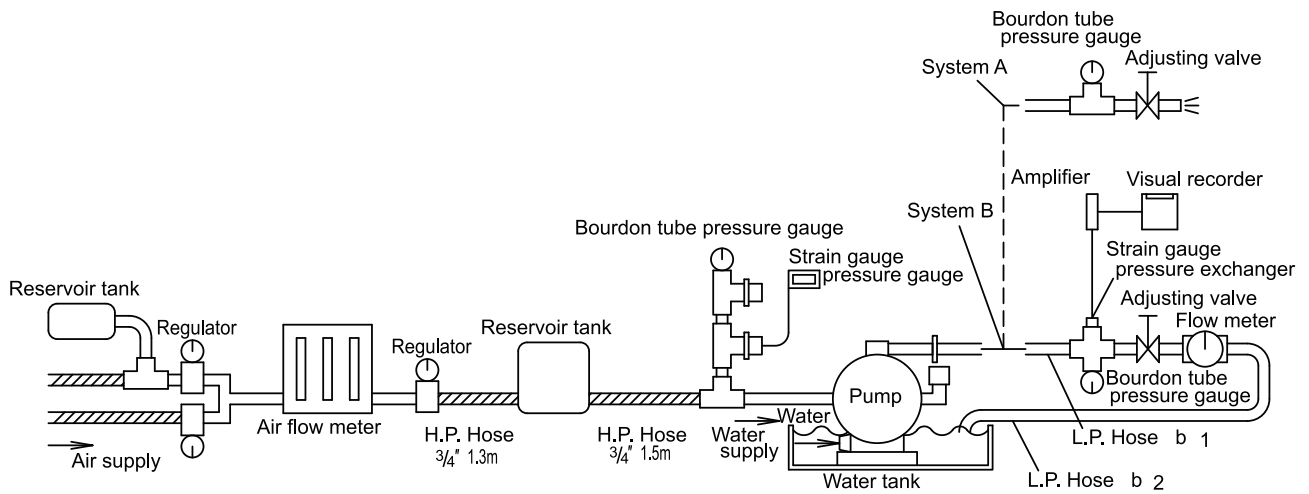 Bourdon tube
pressure gauge
System A
Adjusting valve
Amplifier
Visual recorder
System B
Bourdon tube pressure gauge
Strain gauge
pressure gauge
Strain gauge
pressure exchanger
Adjusting valve
Flow meter
Reservoir tank
Regulator
Reservoir tank
Regulator
Bourdon tube
pressure gauge
Pump
Water
Water
supply
Air flow meter
H.P. Hose
3/4" 1.3m
H.P. Hose
3/4" 1.5m
Air supply
L.P. Hose b 1
Water tank
L.P. Hose b 2